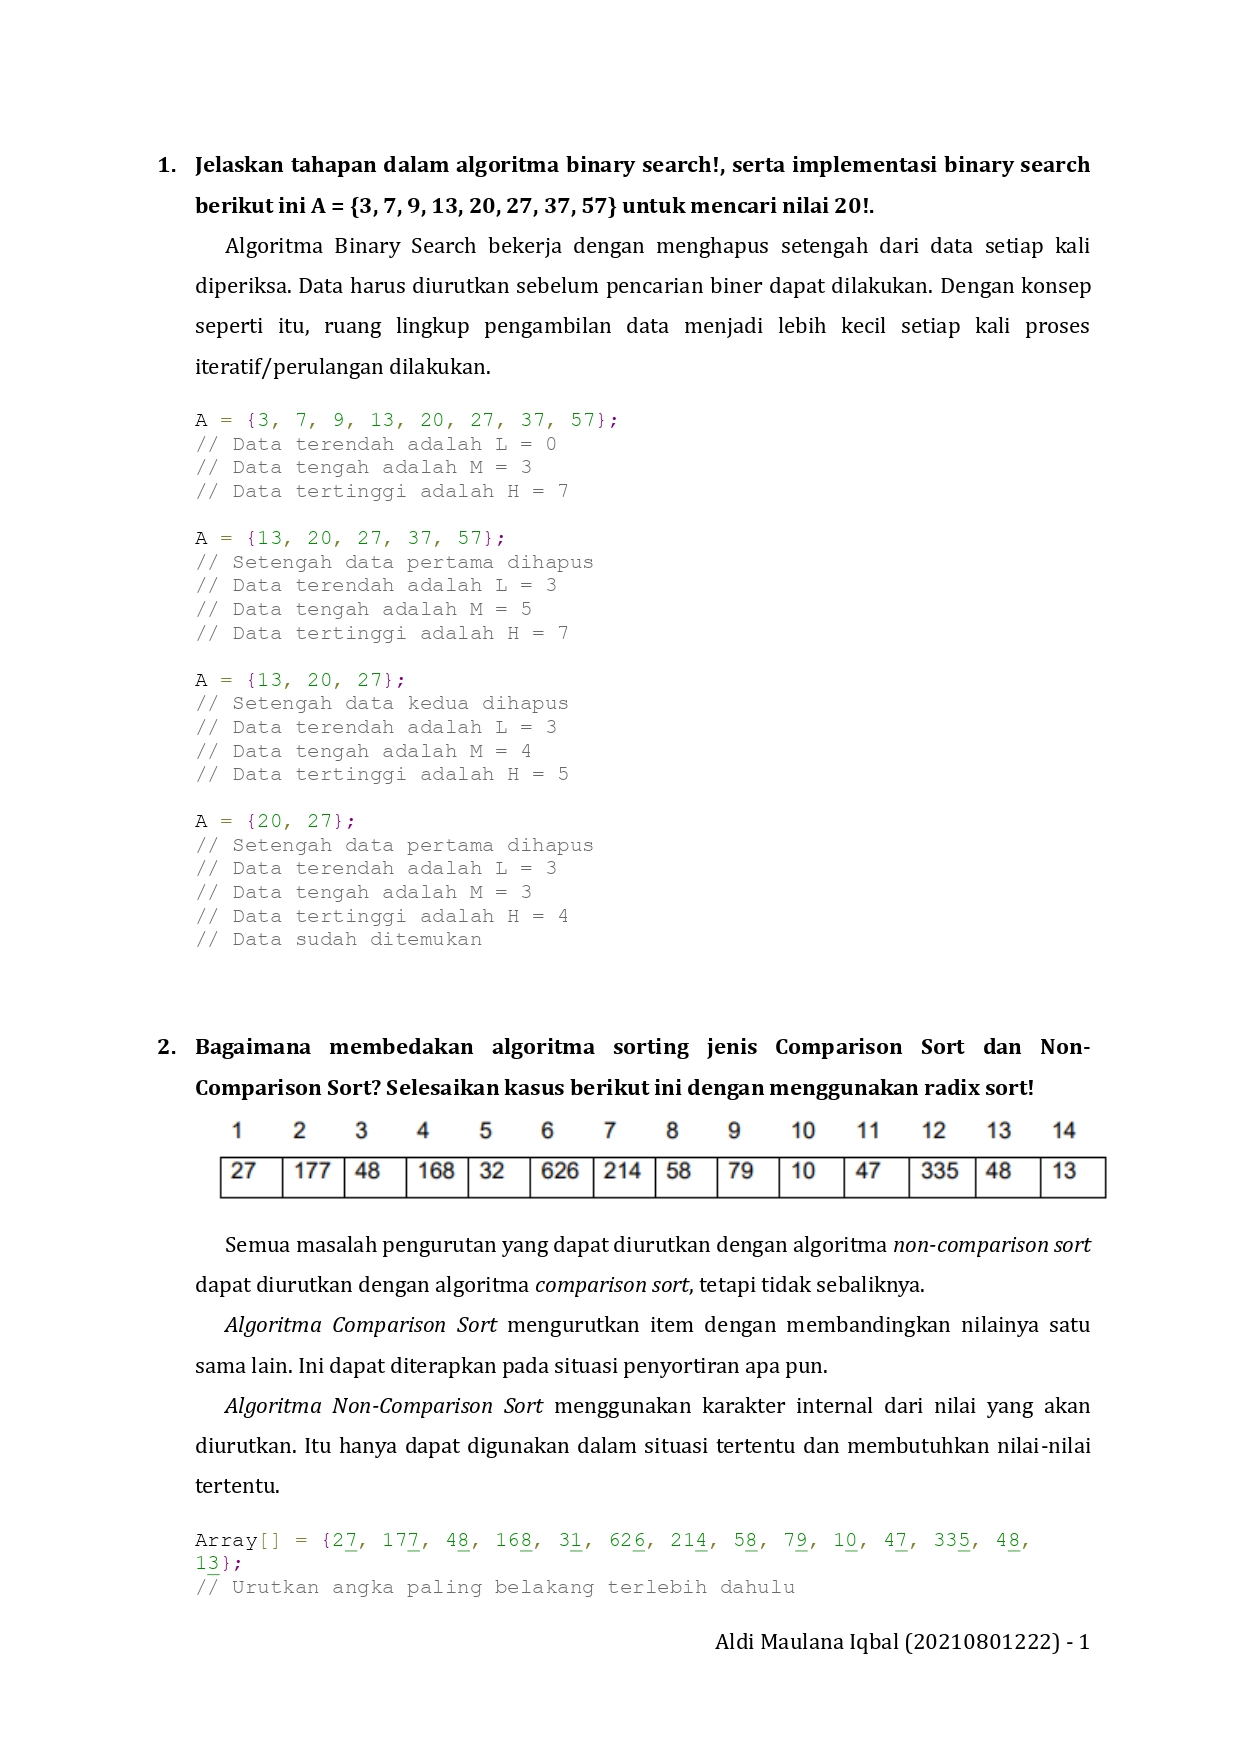 1. Jelaskan tahapan dalam algoritma binary search!, serta implementasi binary search
berikut ini A = {3, 7, 9, 13, 20, 27, 37, 57} untuk mencari nilai 20!.
Algoritma Binary Search bekerja dengan menghapus setengah dari data setiap kali
diperiksa. Data harus diurutkan sebelum pencarian biner dapat dilakukan. Dengan konsep
seperti itu, ruang lingkup pengambilan data menjadi lebih kecil setiap kali proses
iteratif/perulangan dilakukan.
A = {3, 7, 9, 13, 20, 27, 37, 57};
// Data terendah adalah L = 0
// Data tengah adalah M = 3
// Data tertinggi adalah H = 7
A = {13, 20, 27, 37, 57};
// Setengah data pertama dihapus
// Data terendah adalah L = 3
// Data tengah adalah M = 5
// Data tertinggi adalah H = 7
A = {13, 20, 27};
// Setengah data kedua dihapus
// Data terendah adalah L = 3
// Data tengah adalah M = 4
// Data tertinggi adalah H = 5
A = {20, 27};
// Setengah data pertama dihapus
// Data terendah adalah L = 3
// Data tengah adalah M = 3
// Data tertinggi adalah H = 4
// Data sudah ditemukan
2. Bagaimana membedakan algoritma sorting jenis Comparison Sort dan Non-
Comparison Sort? Selesaikan kasus berikut ini dengan menggunakan radix sort!
1 2 3 4 5 6 7 8 9 10 11 12 13 14
27 177 48 168 32 626 214 58 79 10 47 335 48 13
Semua masalah pengurutan yang dapat diurutkan dengan algoritma non-comparison sort
dapat diurutkan dengan algoritma comparison sort, tetapi tidak sebaliknya.
Algoritma Comparison Sort mengurutkan item dengan membandingkan nilainya satu
sama lain. Ini dapat diterapkan pada situasi penyortiran apa pun.
Algoritma Non-Comparison Sort menggunakan karakter internal dari nilai yang akan
diurutkan. Itu hanya dapat digunakan dalam situasi tertentu dan membutuhkan nilai-nilai
tertentu.
Array[] = {27, 177, 48, 168, 31, 626, 214, 58, 79, 10, 47, 335, 48,
13};
// Urutkan angka paling belakang terlebih dahulu
Aldi Maulana Iqbal (20210801222) - 1